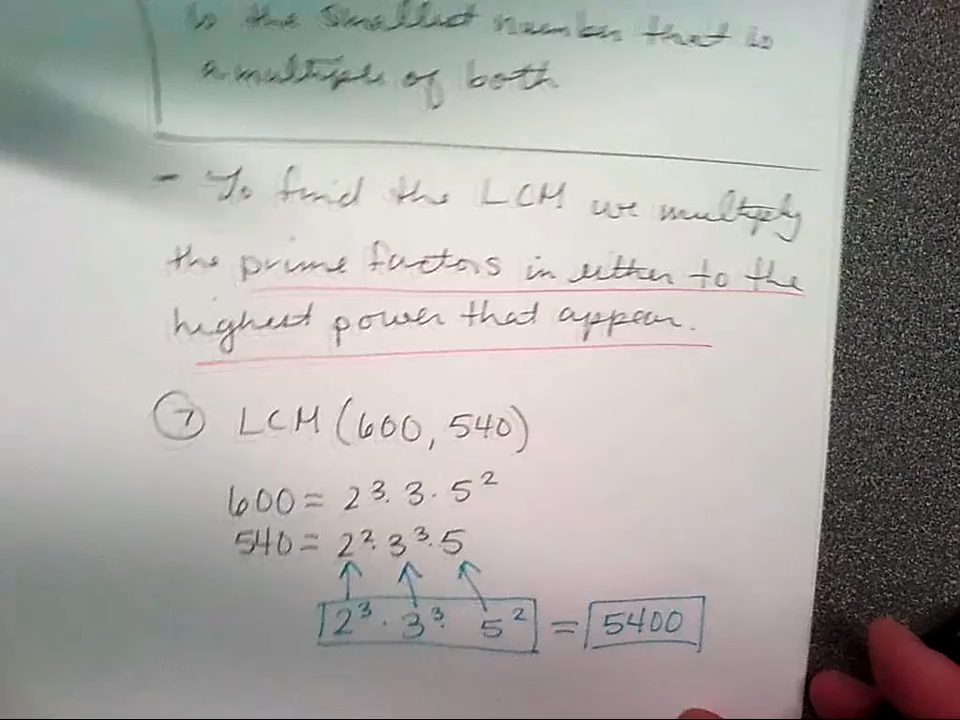 is the smallest number that is
a multiple of both
- To find the LCM we multiply
the prime factors in either to the
highest power that appear.
7 LCM (600, 540)
600 = 2³ · 3 · 5²
540 = 2² · 3³ · 5
2³ · 3³ · 5² = 5400